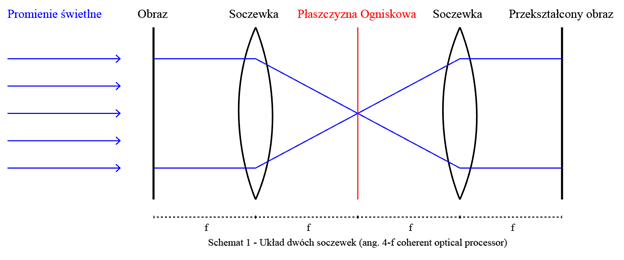 Promienie świetlne
Obraz
Soczewka
Płaszczyzna Ogniskowa
Soczewka
Przekształcony obraz
f
f
f
f
Schemat 1 - Układ dwóch soczewek (ang. 4-f coherent optical processor)